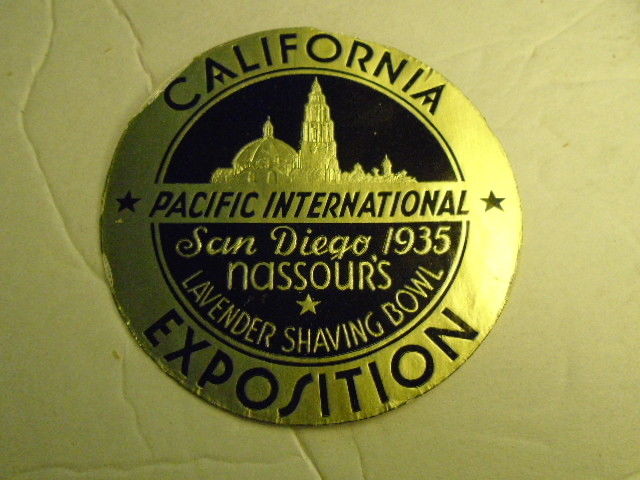 CALIFORNIA
PACIFIC INTERNATIONAL
San Diego 1935
nassour's
LAVENDER SHAVING BOWL
EXPOSITION